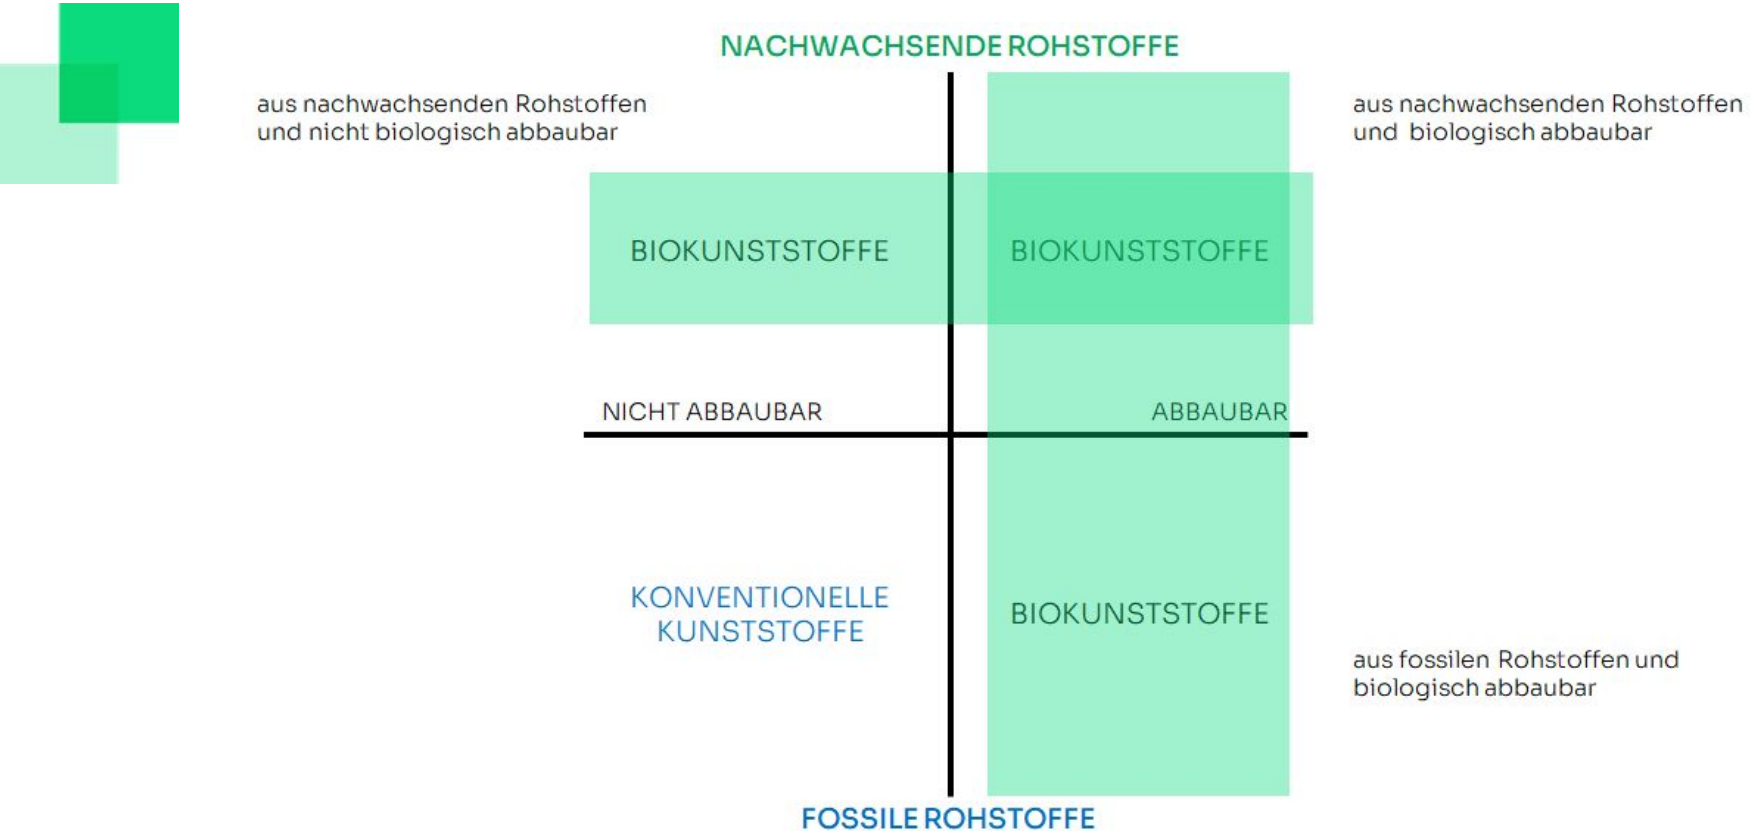 NACHWACHSENDE ROHSTOFFE
aus nachwachsenden Rohstoffen
und nicht biologisch abbaubar
aus nachwachsenden Rohstoffen
und biologisch abbaubar
BIOKUNSTSTOFFE
BIOKUNSTSTOFFE
NICHT ABBAUBAR
ABBAUBAR
KONVENTIONELLE
KUNSTSTOFFE
BIOKUNSTSTOFFE
aus fossilen Rohstoffen und
biologisch abbaubar
FOSSILE ROHSTOFFE